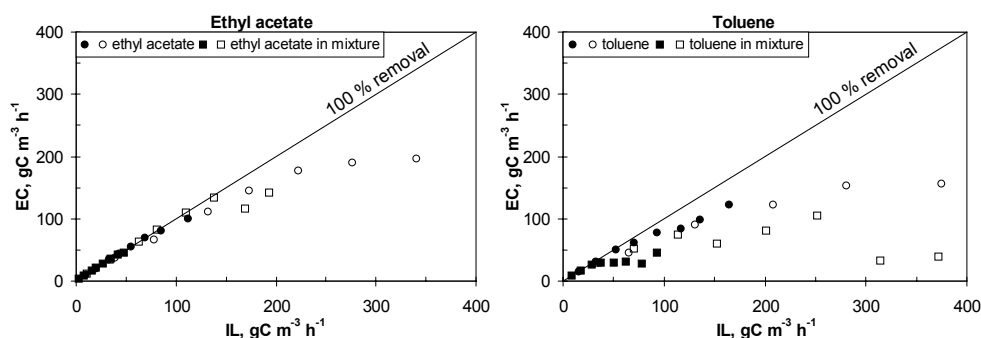 Ethyl acetate
● ○ ethyl acetate ■ □ ethyl acetate in mixture
100 % removal
EC, gC m⁻³ h⁻¹
400
300
200
100
0
0 100 200 300 400
IL, gC m⁻³ h⁻¹
Toluene
● ○ toluene ■ □ toluene in mixture
100 % removal
EC, gC m⁻³ h⁻¹
400
300
200
100
0
0 100 200 300 400
IL, gC m⁻³ h⁻¹